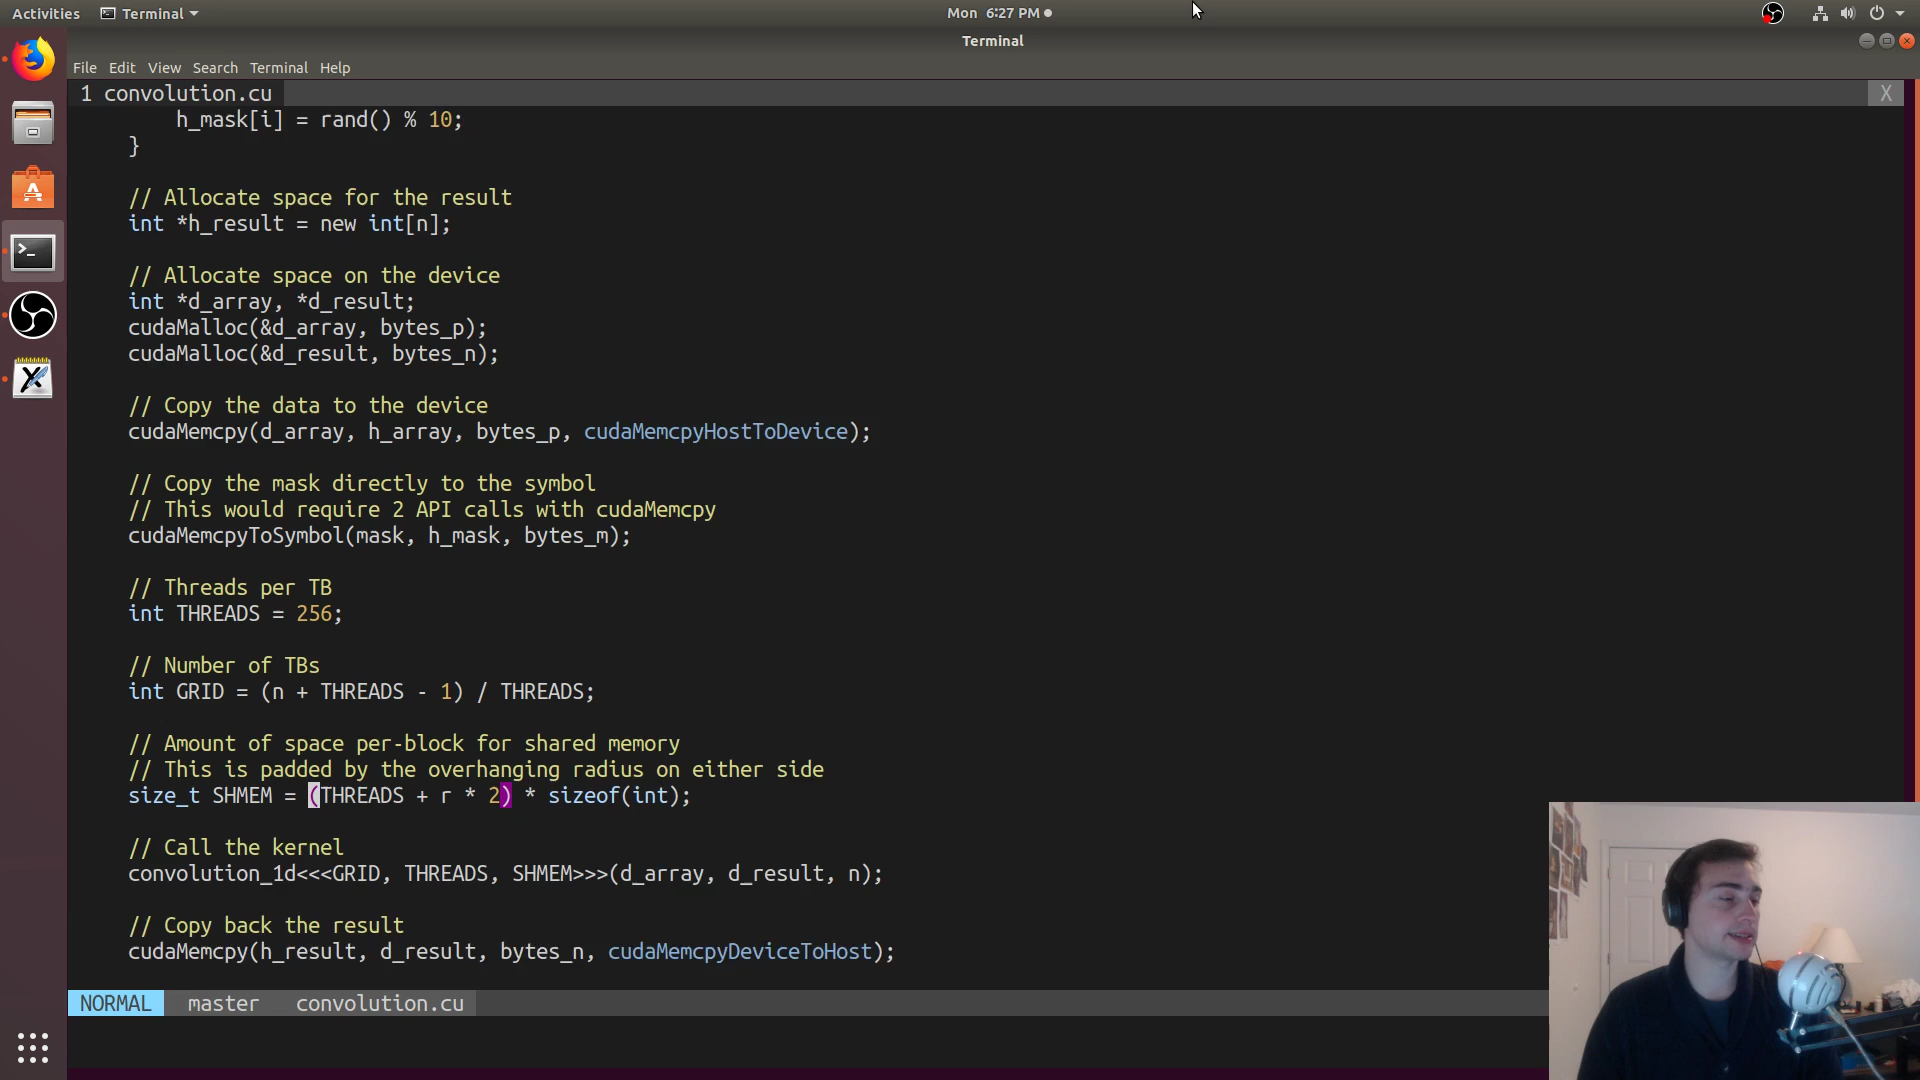 Activities
Terminal
Mon 6:27 PM
Terminal
File Edit View Search Terminal Help
1 convolution.cu
X
h_mask[i] = rand() % 10;
}
// Allocate space for the result
int *h_result = new int[n];
// Allocate space on the device
int *d_array, *d_result;
cudaMalloc(&d_array, bytes_p);
cudaMalloc(&d_result, bytes_n);
// Copy the data to the device
cudaMemcpy(d_array, h_array, bytes_p, cudaMemcpyHostToDevice);
// Copy the mask directly to the symbol
// This would require 2 API calls with cudaMemcpy
cudaMemcpyToSymbol(mask, h_mask, bytes_m);
// Threads per TB
int THREADS = 256;
// Number of TBs
int GRID = (n + THREADS - 1) / THREADS;
// Amount of space per-block for shared memory
// This is padded by the overhanging radius on either side
size_t SHMEM = (THREADS + r * 2) * sizeof(int);
// Call the kernel
convolution_1d<<<GRID, THREADS, SHMEM>>>(d_array, d_result, n);
// Copy back the result
cudaMemcpy(h_result, d_result, bytes_n, cudaMemcpyDeviceToHost);
NORMAL master convolution.cu